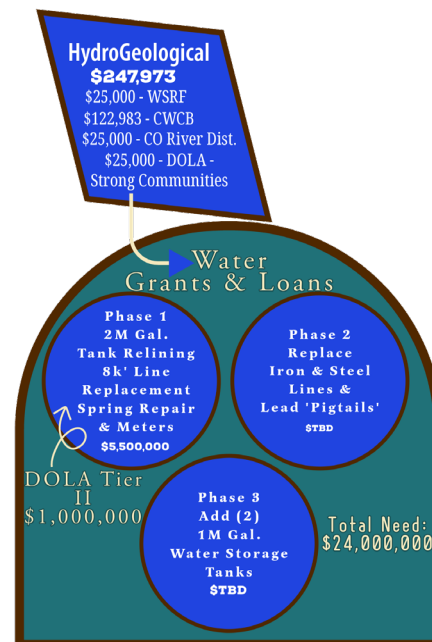 HydroGeological
$247,973
$25,000 - WSRF
$122,983 - CWCB
$25,000 - CO River Dist.
$25,000 - DOLA -
Strong Communities
Water
Grants & Loans
Phase 1
2M Gal.
Tank Relining
8k' Line
Replacement
Spring Repair
& Meters
$5,500,000
Phase 2
Replace
Iron & Steel
Lines &
Lead 'Pigtails'
$TBD
DOLA Tier
II
$1,000,000
Phase 3
Add (2)
1M Gal.
Water Storage
Tanks
$TBD
Total Need:
$24,000,000